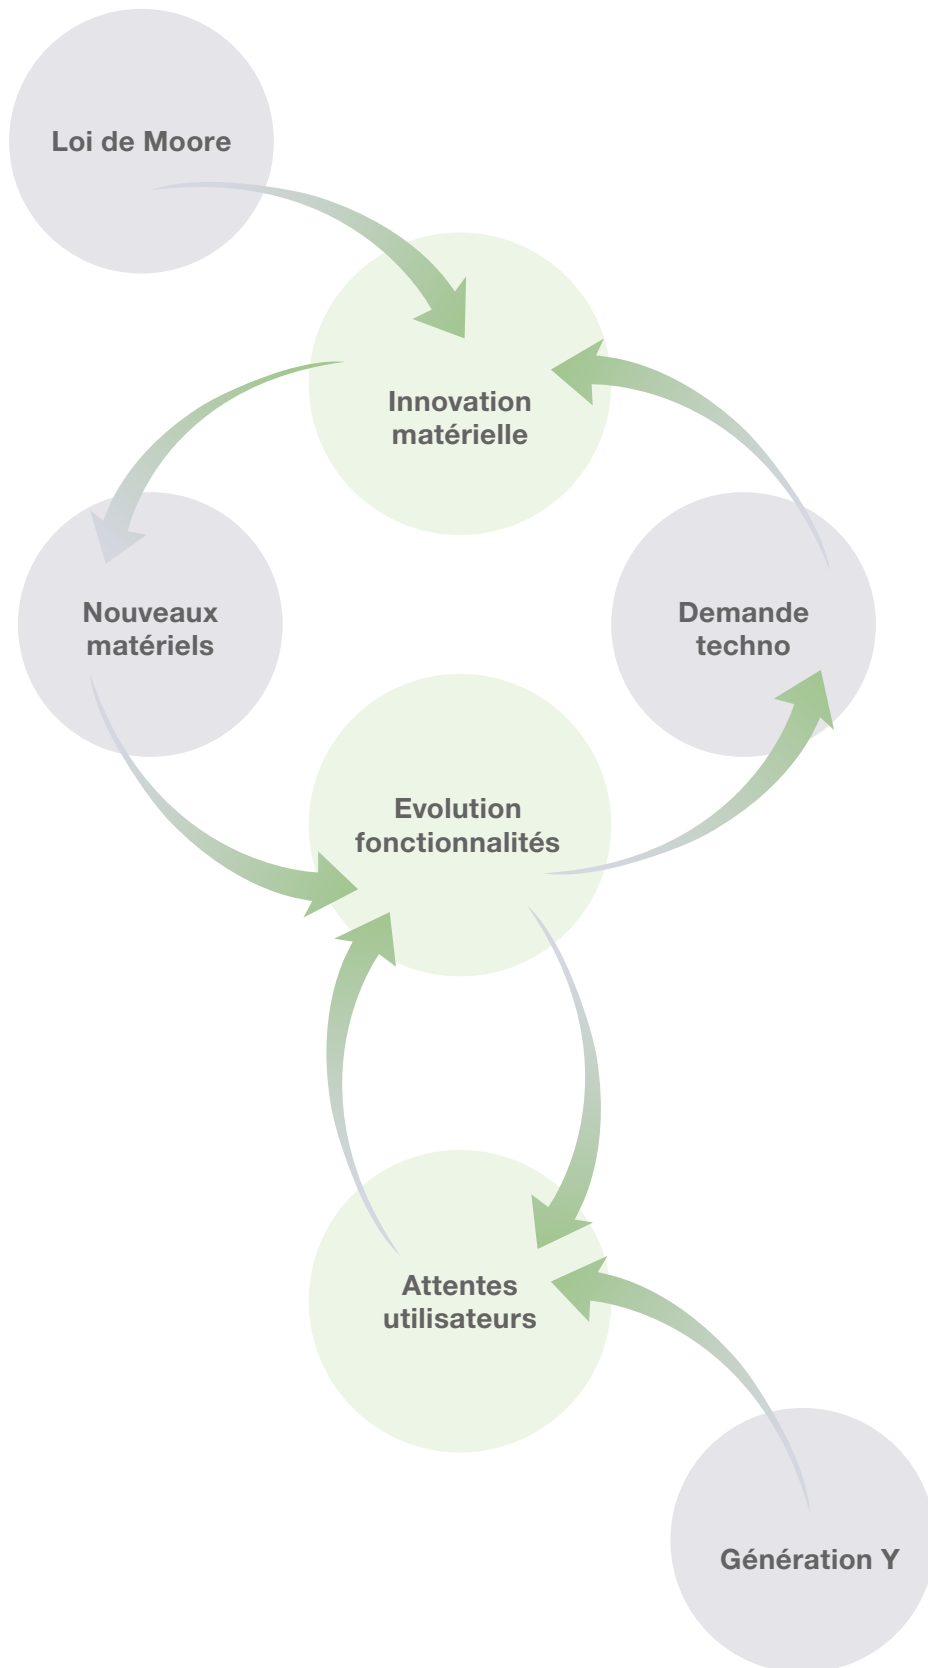 Loi de Moore
Innovation
matérielle
Nouveaux
matériels
Demande
techno
Evolution
fonctionnalités
Attentes
utilisateurs
Génération Y